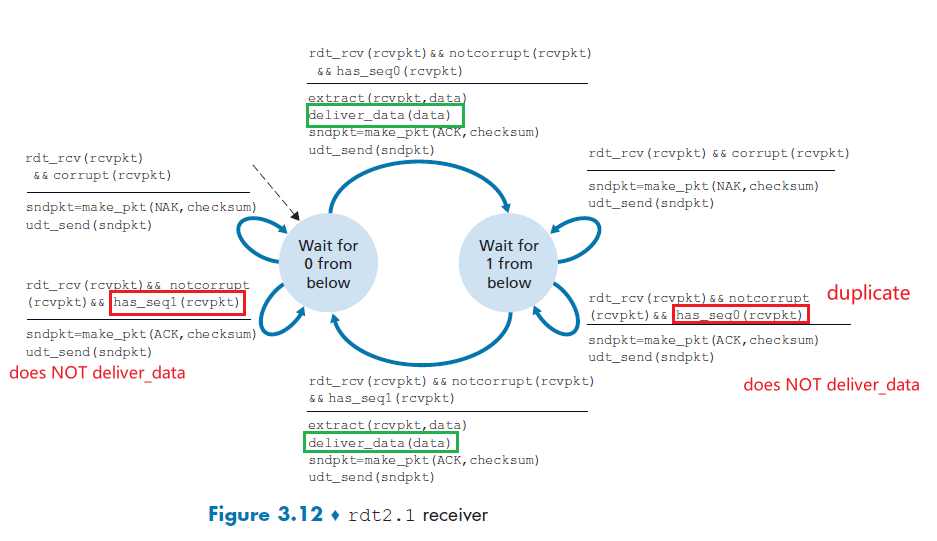 rdt_rcv(rcvpkt)&& notcorrupt(rcvpkt)
&& has_seq0(rcvpkt)
extract(rcvpkt,data)
deliver_data(data)
sndpkt=make_pkt(ACK,checksum)
udt_send(sndpkt)
rdt_rcv(rcvpkt)
&& corrupt(rcvpkt)
sndpkt=make_pkt(NAK,checksum)
udt_send(sndpkt)
rdt_rcv(rcvpkt) && corrupt(rcvpkt)
sndpkt=make_pkt(NAK,checksum)
udt_send(sndpkt)
Wait for
0 from
below
Wait for
1 from
below
rdt_rcv(rcvpkt)&& notcorrupt
(rcvpkt)&& has_seq1(rcvpkt)
sndpkt=make_pkt(ACK,checksum)
udt_send(sndpkt)
does NOT deliver_data
rdt_rcv(rcvpkt)&& notcorrupt
(rcvpkt)&& has_seq0(rcvpkt)
duplicate
sndpkt=make_pkt(ACK,checksum)
udt_send(sndpkt)
does NOT deliver_data
rdt_rcv(rcvpkt) && notcorrupt(rcvpkt)
&& has_seq1(rcvpkt)
extract(rcvpkt,data)
deliver_data(data)
sndpkt=make_pkt(ACK,checksum)
udt_send(sndpkt)
Figure 3.12 ♦ rdt2.1 receiver